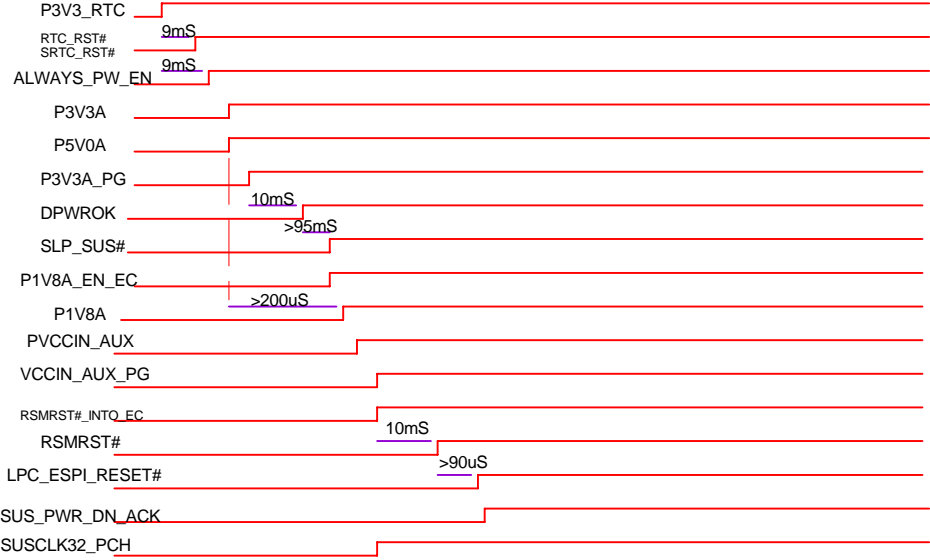 P3V3_RTC
9mS
RTC_RST#
SRTC_RST#
9mS
ALWAYS_PW_EN
P3V3A
P5V0A
P3V3A_PG
10mS
DPWROK
>95mS
SLP_SUS#
P1V8A_EN_EC
>200uS
P1V8A
PVCCIN_AUX
VCCIN_AUX_PG
RSMRST#_INTO_EC
10mS
RSMRST#
>90uS
LPC_ESPI_RESET#
SUS_PWR_DN_ACK
SUSCLK32_PCH